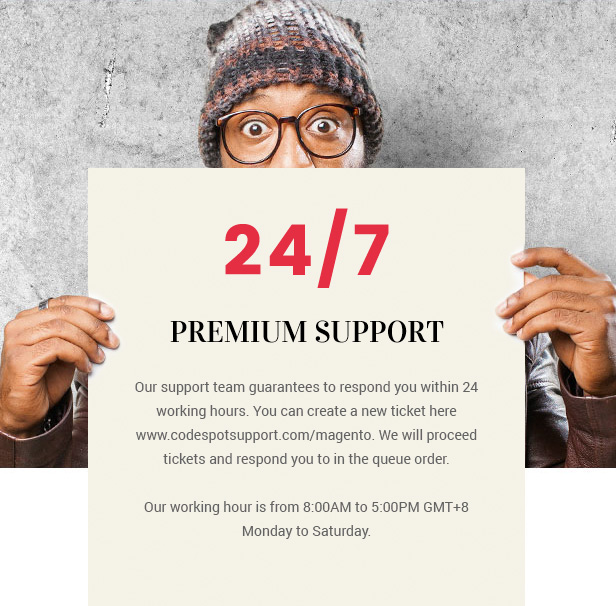 24/7
PREMIUM SUPPORT
Our support team guarantees to respond you within 24
working hours. You can create a new ticket here
www.codespotsupport.com/magento. We will proceed
tickets and respond you to in the queue order.
Our working hour is from 8:00AM to 5:00PM GMT+8
Monday to Saturday.